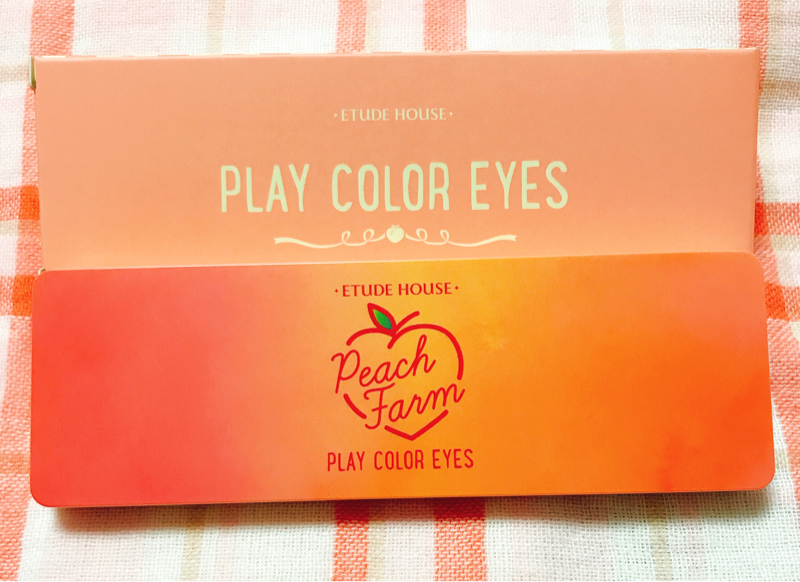 ·ETUDE HOUSE·
PLAY COLOR EYES
·ETUDE HOUSE·
Peach
Farm
PLAY COLOR EYES